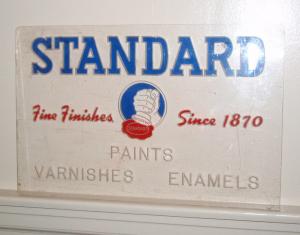 STANDARD
Fine Finishes Since 1870
PAINTS
VARNISHES ENAMELS